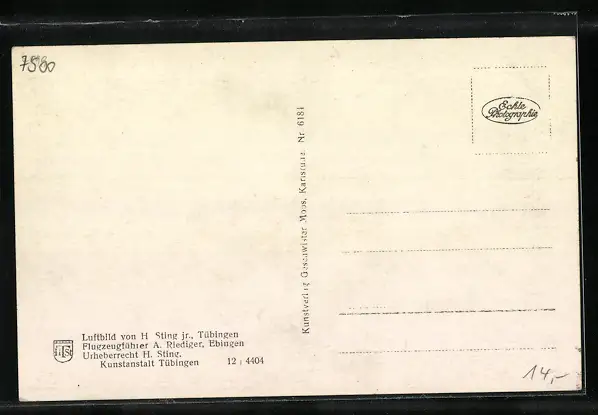 7500
Echte
Photographie
Kunstverlag Geschwister Moos, Karlsruhe Nr 6181
Luftbild von H Sting jr., Tübingen
Flugzeugführer A. Riediger, Ebingen
Urheberrecht H. Sting,
Kunstanstalt Tübingen 12 ; 4404
14,-